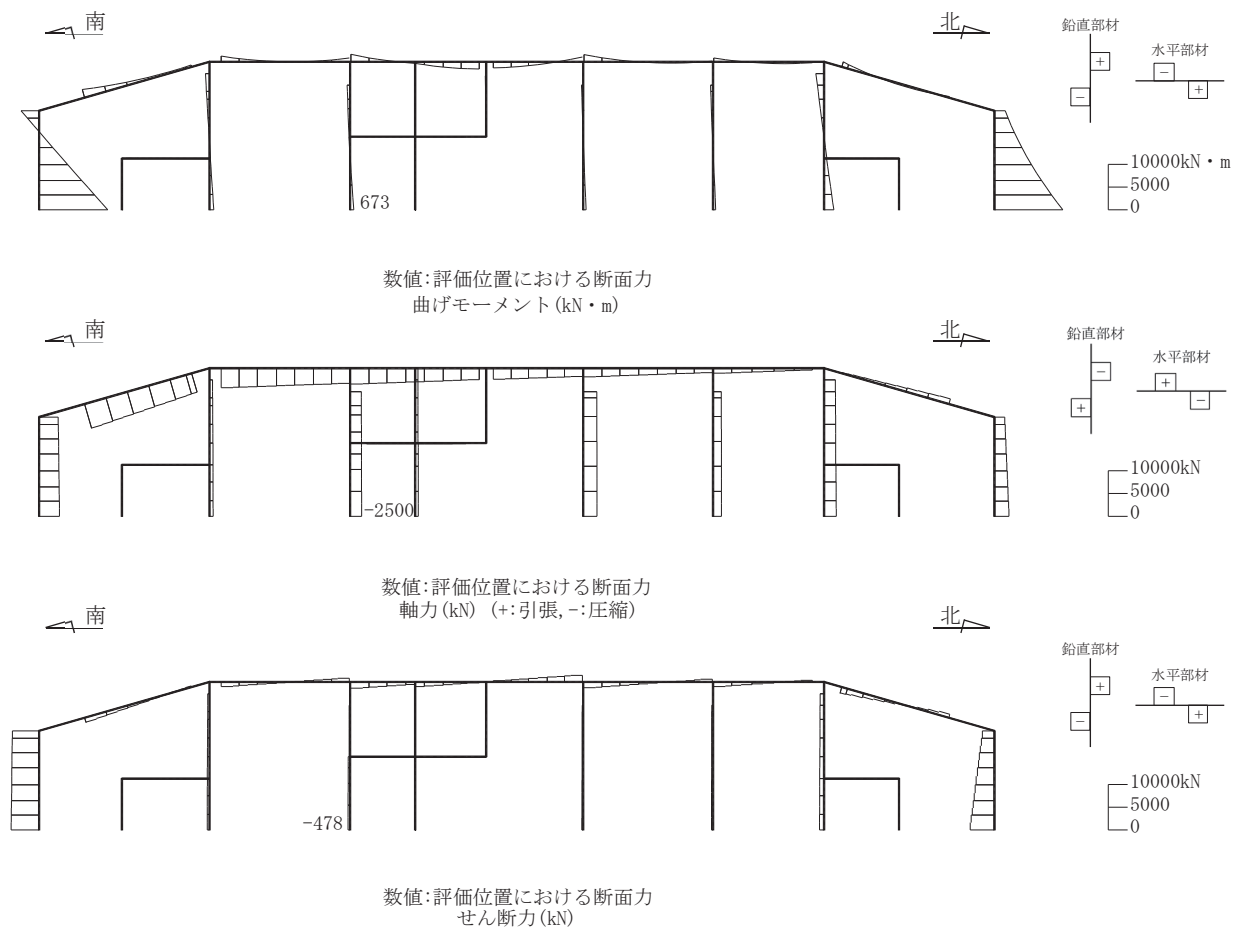 南
北
鉛直部材
水平部材
+
−
−
+
10000kN・m
5000
0
673
数値:評価位置における断面力
曲げモーメント(kN・m)
南
北
鉛直部材
水平部材
−
+
+
−
10000kN
5000
0
-2500
数値:評価位置における断面力
軸力(kN) (+:引張,-:圧縮)
南
北
鉛直部材
水平部材
+
−
−
+
10000kN
5000
0
-478
数値:評価位置における断面力
せん断力(kN)